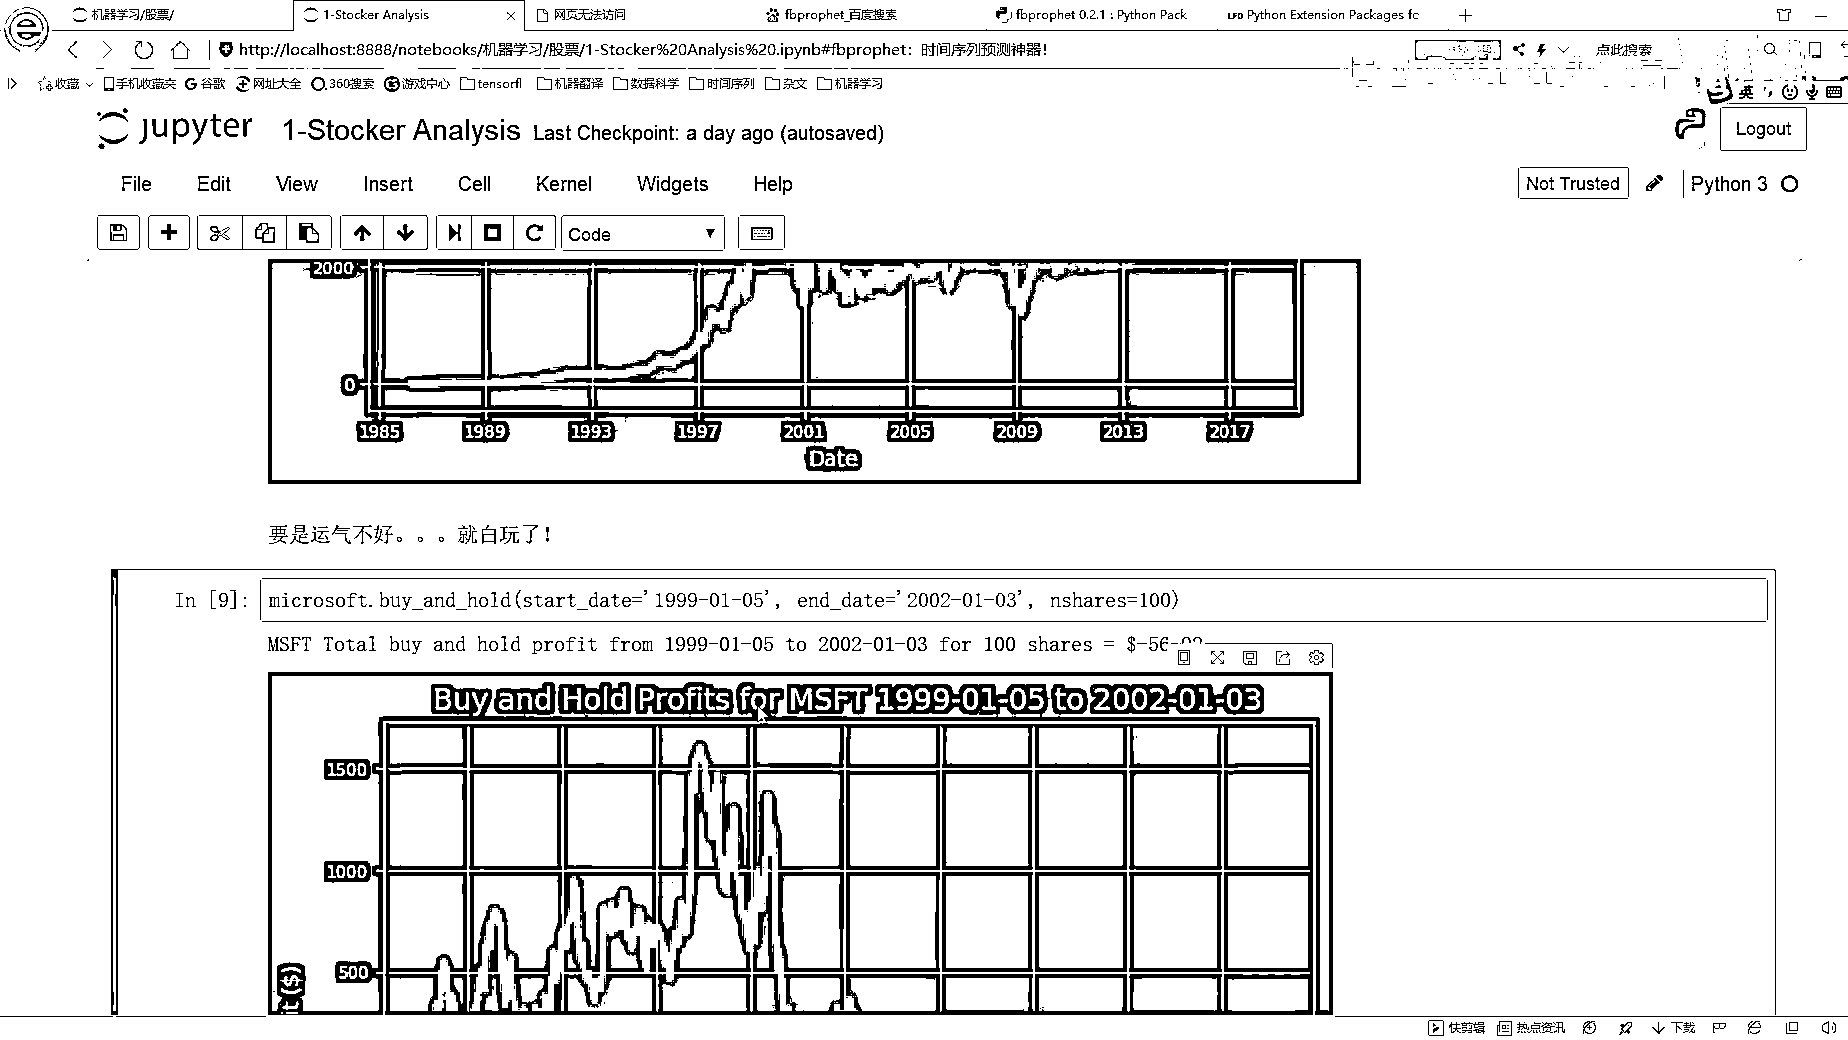 机器学习/股票/
1-Stocker Analysis
网页无法访问
fbprophet_百度搜索
fbprophet 0.2.1 : Python Pack
LFD Python Extension Packages fc
http://localhost:8888/notebooks/机器学习/股票/1-Stocker%20Analysis%20.ipynb#fbprophet：时间序列预测神器！
点此搜索
收藏 手机收藏夹 谷歌 网址大全 360搜索 游戏中心 tensorfl 机器翻译 数据科学 时间序列 杂文 机器学习
英
jupyter 1-Stocker Analysis Last Checkpoint: a day ago (autosaved)
Logout
File Edit View Insert Cell Kernel Widgets Help
Not Trusted
Python 3
Code
2000
0
1985 1989 1993 1997 2001 2005 2009 2013 2017
Date
要是运气不好。。。就白玩了！
In [9]: microsoft.buy_and_hold(start_date='1999-01-05', end_date='2002-01-03', nshares=100)
MSFT Total buy and hold profit from 1999-01-05 to 2002-01-03 for 100 shares =
Buy and Hold Profits for MSFT 1999-01-05 to 2002-01-03
1500
1000
500
快剪辑 热点资讯 下载